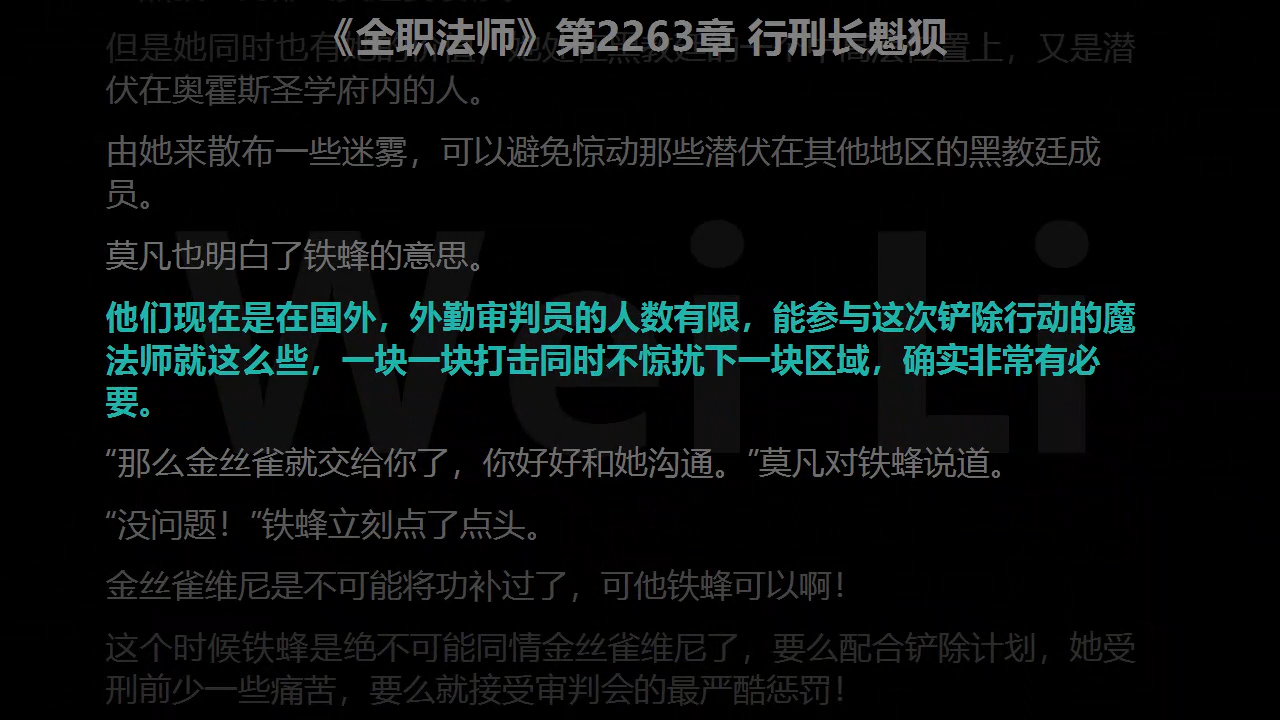 《全职法师》第2263章 行刑长魁狈
伏在奥霍斯圣学府内的人。
由她来散布一些迷雾，可以避免惊动那些潜伏在其他地区的黑教廷成
员。
莫凡也明白了铁蜂的意思。
他们现在是在国外，外勤审判员的人数有限，能参与这次铲除行动的魔
法师就这么些，一块一块打击同时不惊扰下一块区域，确实非常有必
要。
“那么金丝雀就交给你了，你好好和她沟通。”莫凡对铁蜂说道。
“没问题！”铁蜂立刻点了点头。
金丝雀维尼是不可能将功补过了，可他铁蜂可以啊！
这个时候铁蜂是绝不可能同情金丝雀维尼了，要么配合铲除计划，她受
刑前少一些痛苦，要么就接受审判会的最严酷惩罚！
Wei Li